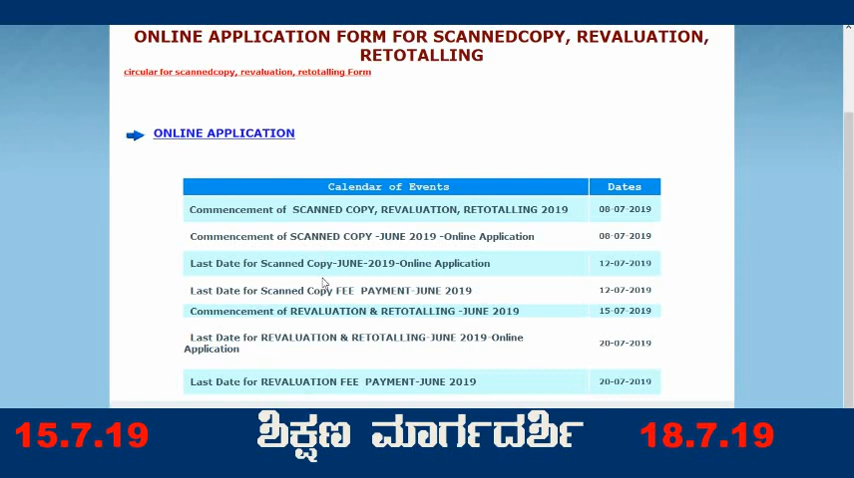 ONLINE APPLICATION FORM FOR SCANNEDCOPY, REVALUATION,
RETOTALLING
circular for scannedcopy, revaluation, retotalling Form
ONLINE APPLICATION
Calendar of Events Dates
Commencement of SCANNED COPY, REVALUATION, RETOTALLING 2019 08-07-2019
Commencement of SCANNED COPY -JUNE 2019 -Online Application 08-07-2019
Last Date for Scanned Copy-JUNE-2019-Online Application 12-07-2019
Last Date for Scanned Copy FEE PAYMENT-JUNE 2019 12-07-2019
Commencement of REVALUATION & RETOTALLING -JUNE 2019 15-07-2019
Last Date for REVALUATION & RETOTALLING-JUNE 2019-Online
Application 20-07-2019
Last Date for REVALUATION FEE PAYMENT-JUNE 2019 20-07-2019
15.7.19 ಶಿಕ್ಷಣ ಮಾರ್ಗದರ್ಶಿ 18.7.19